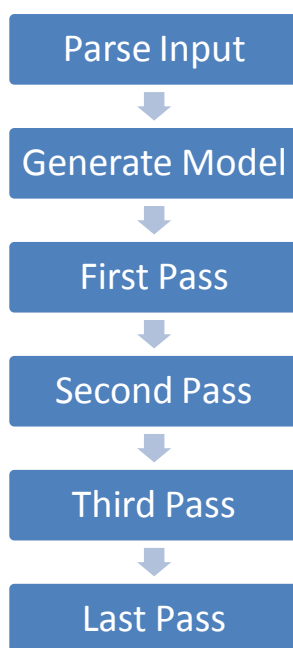 Parse Input
Generate Model
First Pass
Second Pass
Third Pass
Last Pass